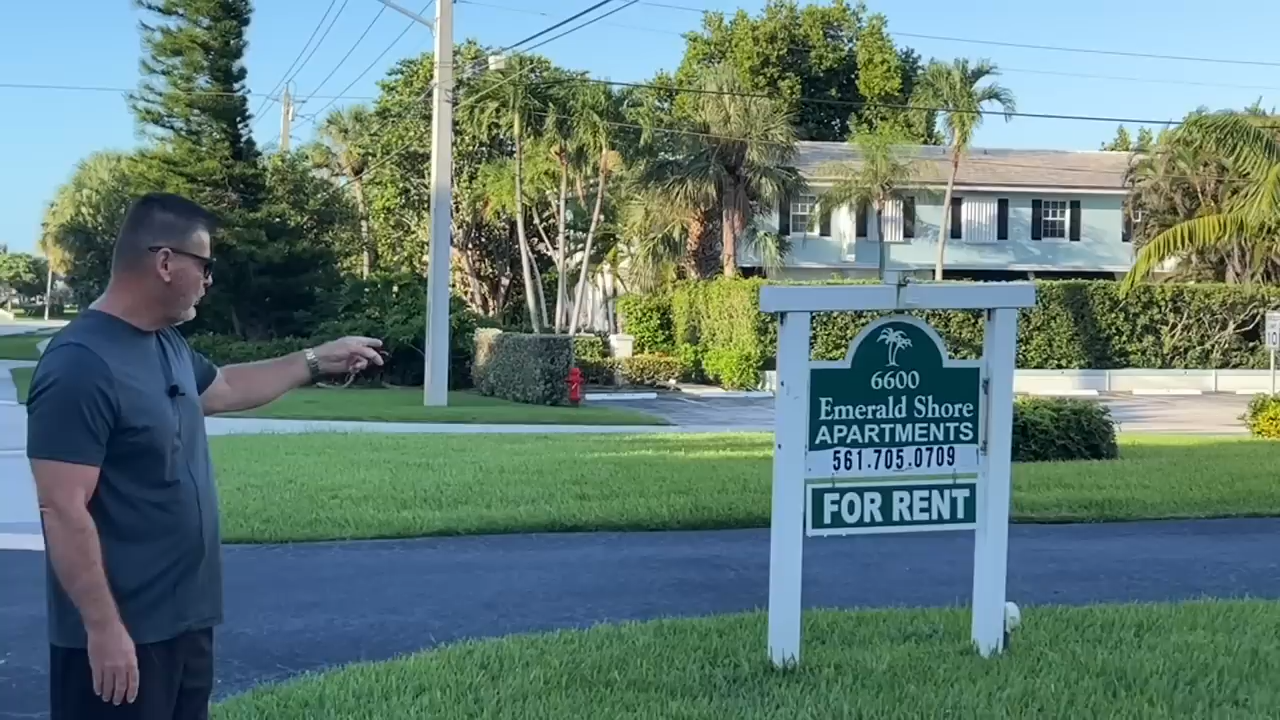 6600
Emerald Shore
APARTMENTS
561.705.0709
FOR RENT